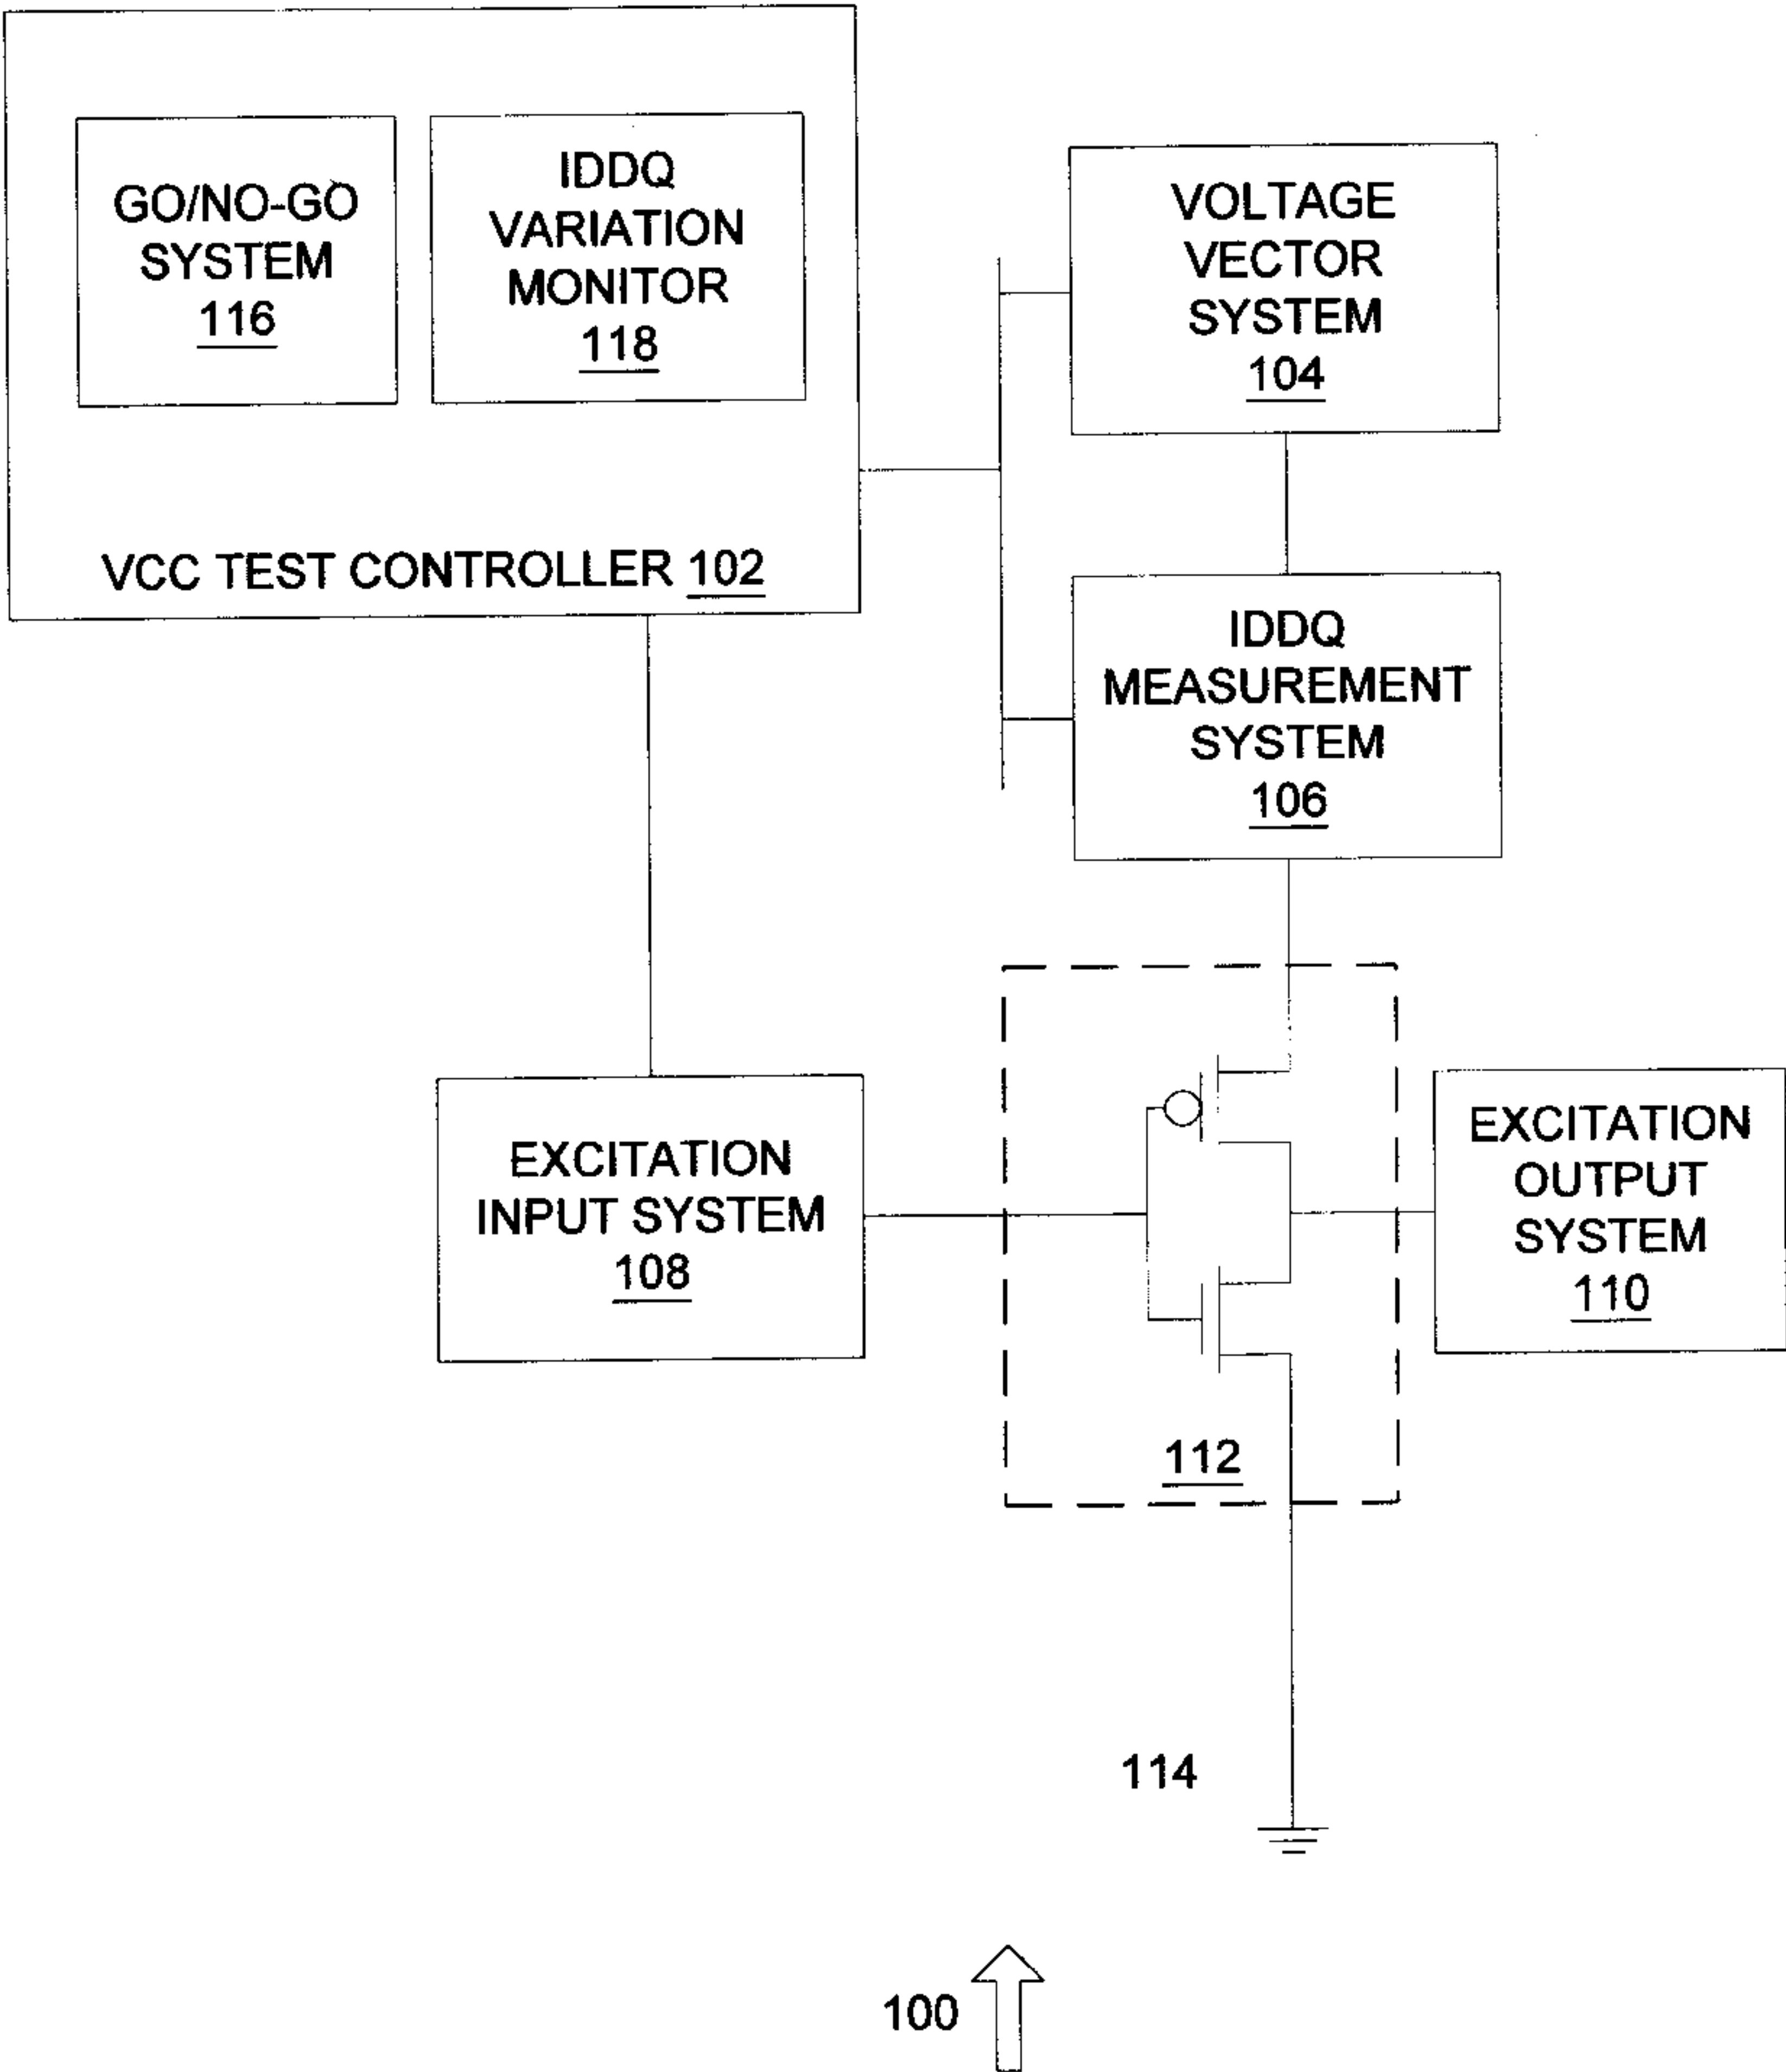 GO/NO-GO
SYSTEM
116
IDDQ
VARIATION
MONITOR
118
VCC TEST CONTROLLER 102
VOLTAGE
VECTOR
SYSTEM
104
IDDQ
MEASUREMENT
SYSTEM
106
EXCITATION
INPUT SYSTEM
108
EXCITATION
OUTPUT
SYSTEM
110
112
114
100